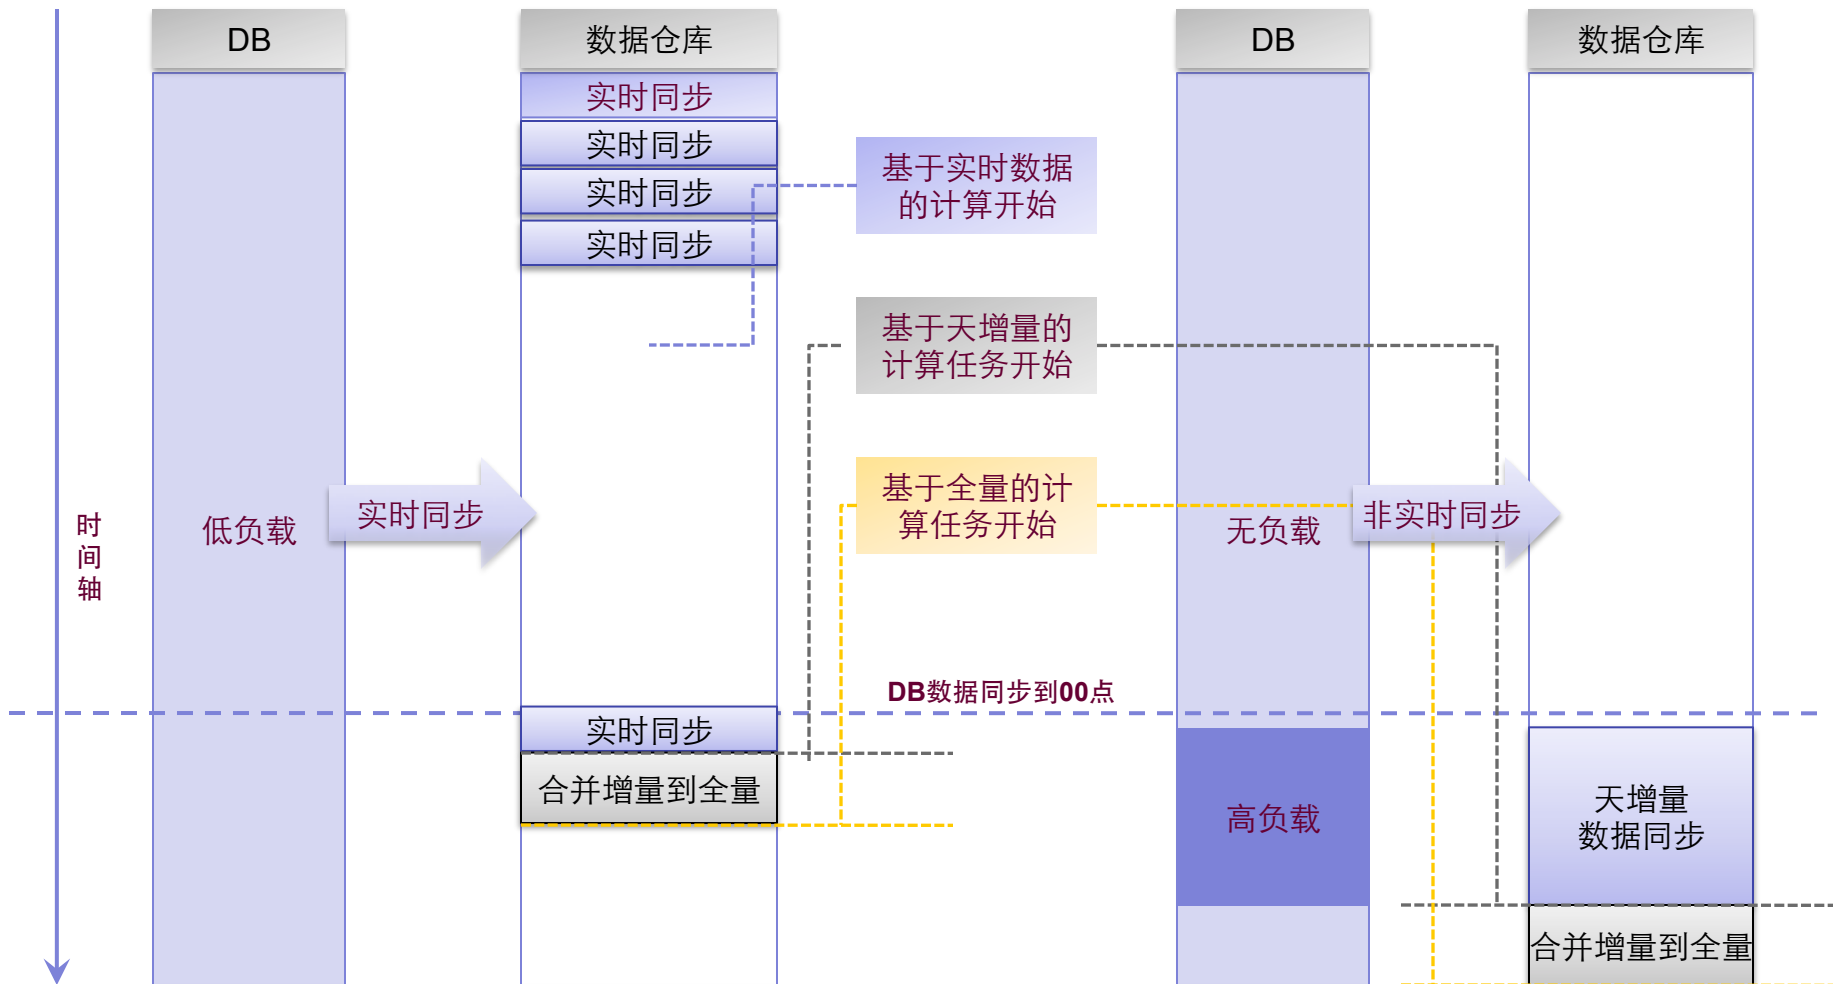 DB
数据仓库
DB
数据仓库
实时同步
实时同步
实时同步
实时同步
基于实时数据
的计算开始
基于天增量的
计算任务开始
基于全量的计
算任务开始
时
间
轴
低负载
实时同步
无负载
非实时同步
DB数据同步到00点
实时同步
合并增量到全量
高负载
天增量
数据同步
合并增量到全量